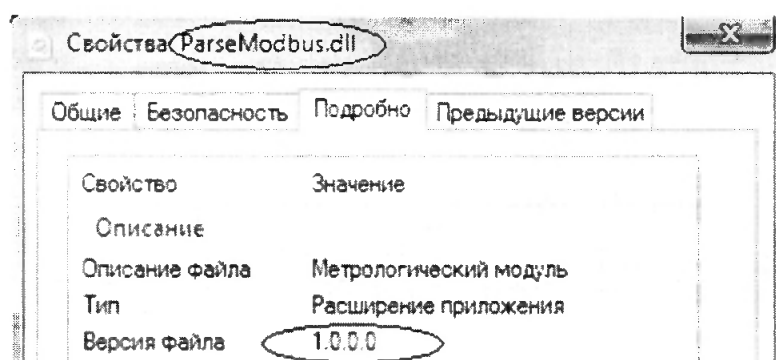 Свойства ParseModbus.dll
Общие Безопасность Подробно Предыдущие версии
Свойство Значение
Описание
Описание файла Метрологический модуль
Тип Расширение приложения
Версия файла 1.0.0.0